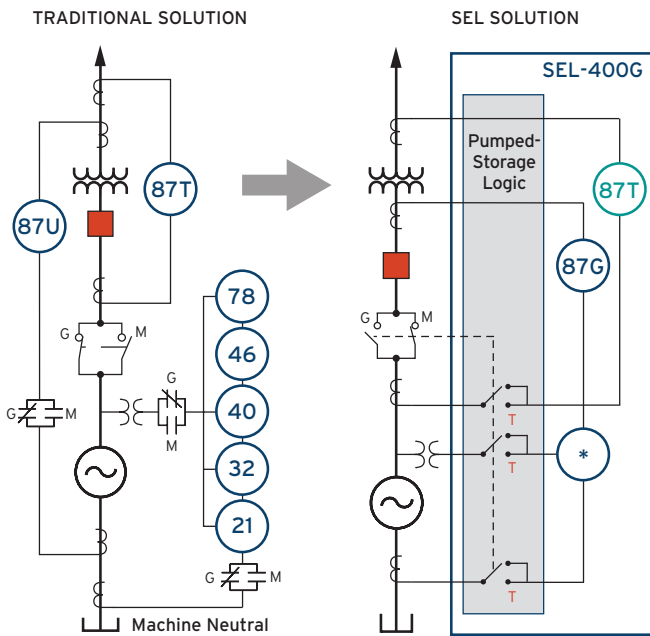 TRADITIONAL SOLUTION
87U
87T
G
M
G
M
G
M
78
46
40
32
21
G
M
Machine Neutral
SEL SOLUTION
SEL-400G
Pumped-
Storage
Logic
87T
87G
G
M
T
T
*
T